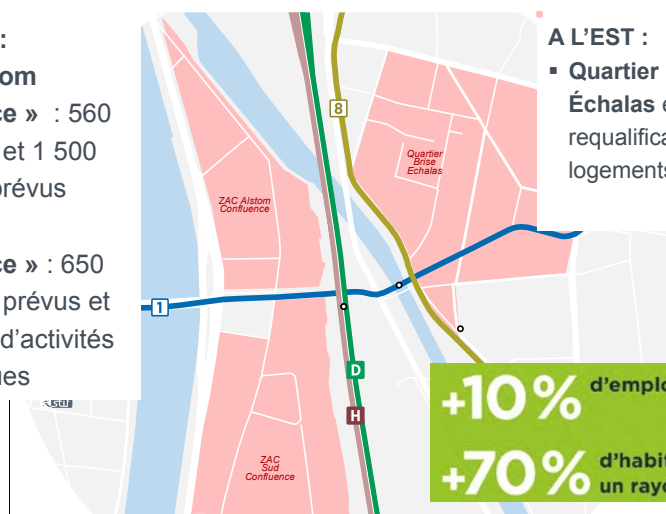 :
om
ce » : 560
et 1 500
prévus
ce » : 650
prévus et
d'activités
ues
A L'EST :
▪ Quartier
Échalas e
requalifica
logements
8
Quartier
Brise
Echalas
ZAC Alstom
Confluence
1
D
H
ZAC
Sud
Confluence
+10% d'emplo
+70% d'habit
un rayo